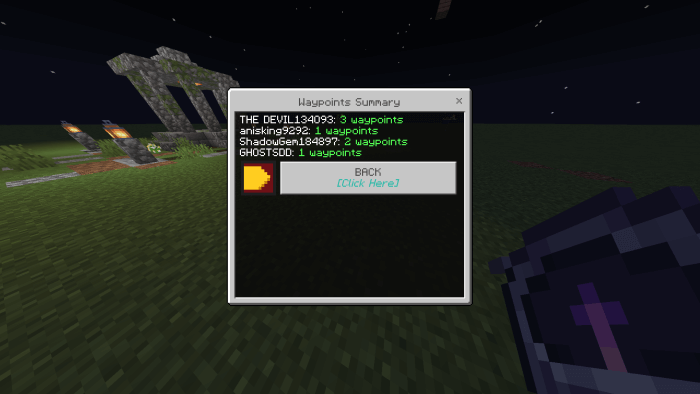 Waypoints Summary
THE DEVIL134093: 3 waypoints
anisking9292: 1 waypoints
ShadowGem184897: 2 waypoints
GHOSTSDD: 1 waypoints
BACK
[Click Here]